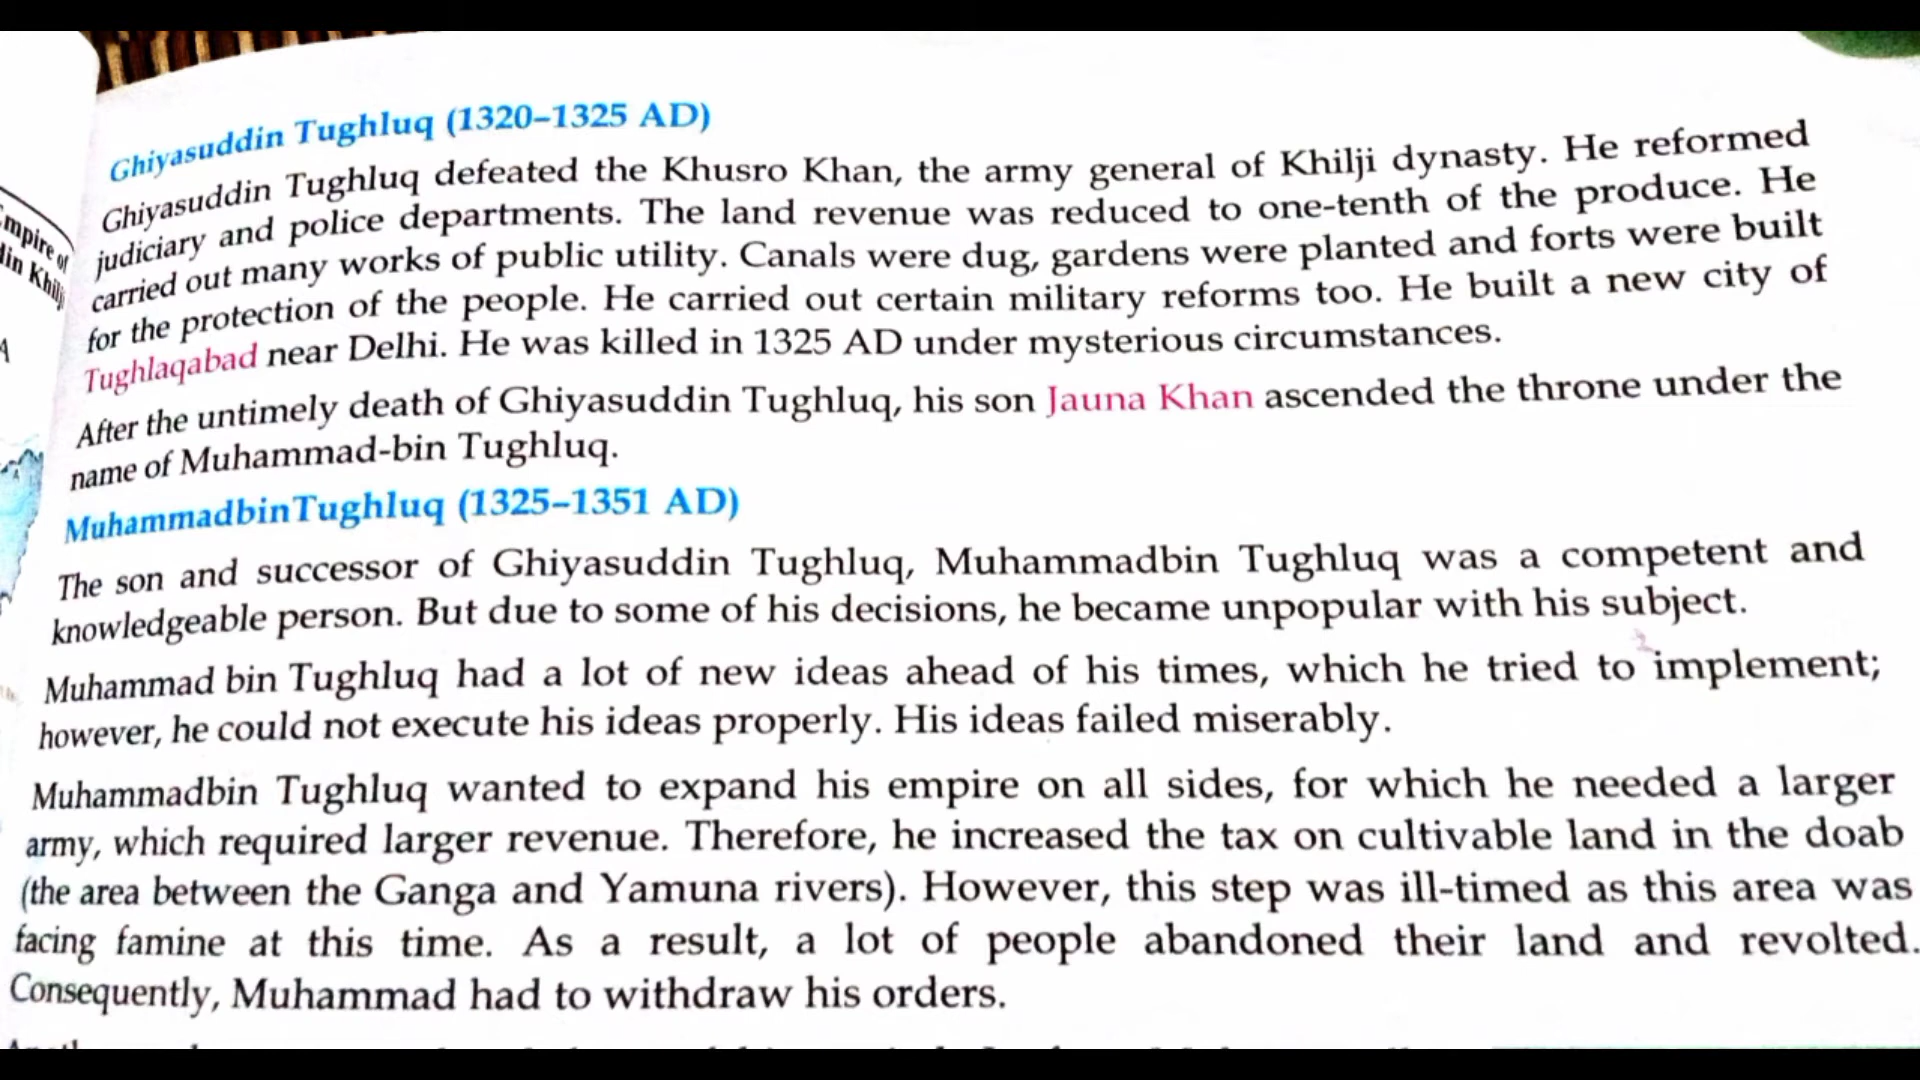 Ghiyasuddin Tughluq (1320–1325 AD)
Ghiyasuddin Tughluq defeated the Khusro Khan, the army general of Khilji dynasty. He reformed
judiciary and police departments. The land revenue was reduced to one-tenth of the produce. He
carried out many works of public utility. Canals were dug, gardens were planted and forts were built
for the protection of the people. He carried out certain military reforms too. He built a new city of
Tughlaqabad near Delhi. He was killed in 1325 AD under mysterious circumstances.
After the untimely death of Ghiyasuddin Tughluq, his son Jauna Khan ascended the throne under the
name of Muhammad-bin Tughluq.
MuhammadbinTughluq (1325–1351 AD)
The son and successor of Ghiyasuddin Tughluq, Muhammadbin Tughluq was a competent and
knowledgeable person. But due to some of his decisions, he became unpopular with his subject.
Muhammad bin Tughluq had a lot of new ideas ahead of his times, which he tried to implement;
however, he could not execute his ideas properly. His ideas failed miserably.
Muhammadbin Tughluq wanted to expand his empire on all sides, for which he needed a larger
army, which required larger revenue. Therefore, he increased the tax on cultivable land in the doab
(the area between the Ganga and Yamuna rivers). However, this step was ill-timed as this area was
facing famine at this time. As a result, a lot of people abandoned their land and revolted.
Consequently, Muhammad had to withdraw his orders.